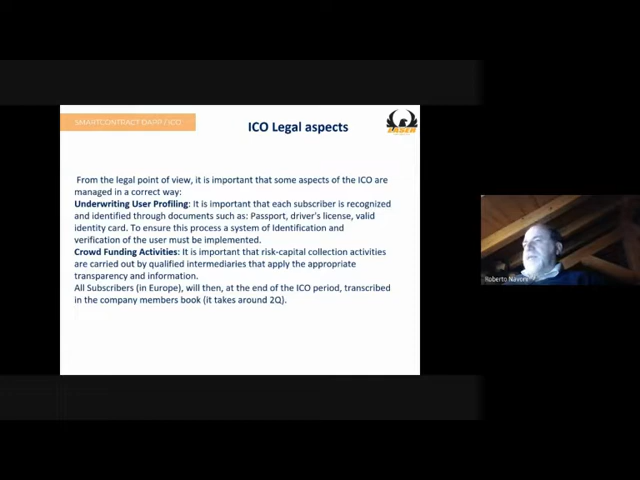 SMARTCONTRACT DAPP / ICO
ICO Legal aspects
LASER
From the legal point of view, it is important that some aspects of the ICO are
managed in a correct way:
Underwriting User Profiling: It is important that each subscriber is recognized
and identified through documents such as: Passport, driver's license, valid
identity card. To ensure this process a system of Identification and
verification of the user must be implemented.
Crowd Funding Activities: It is important that risk-capital collection activities
are carried out by qualified intermediaries that apply the appropriate
transparency and information.
All Subscribers (in Europe), will then, at the end of the ICO period, transcribed
in the company members book (it takes around 2Q).
Roberto Navoni